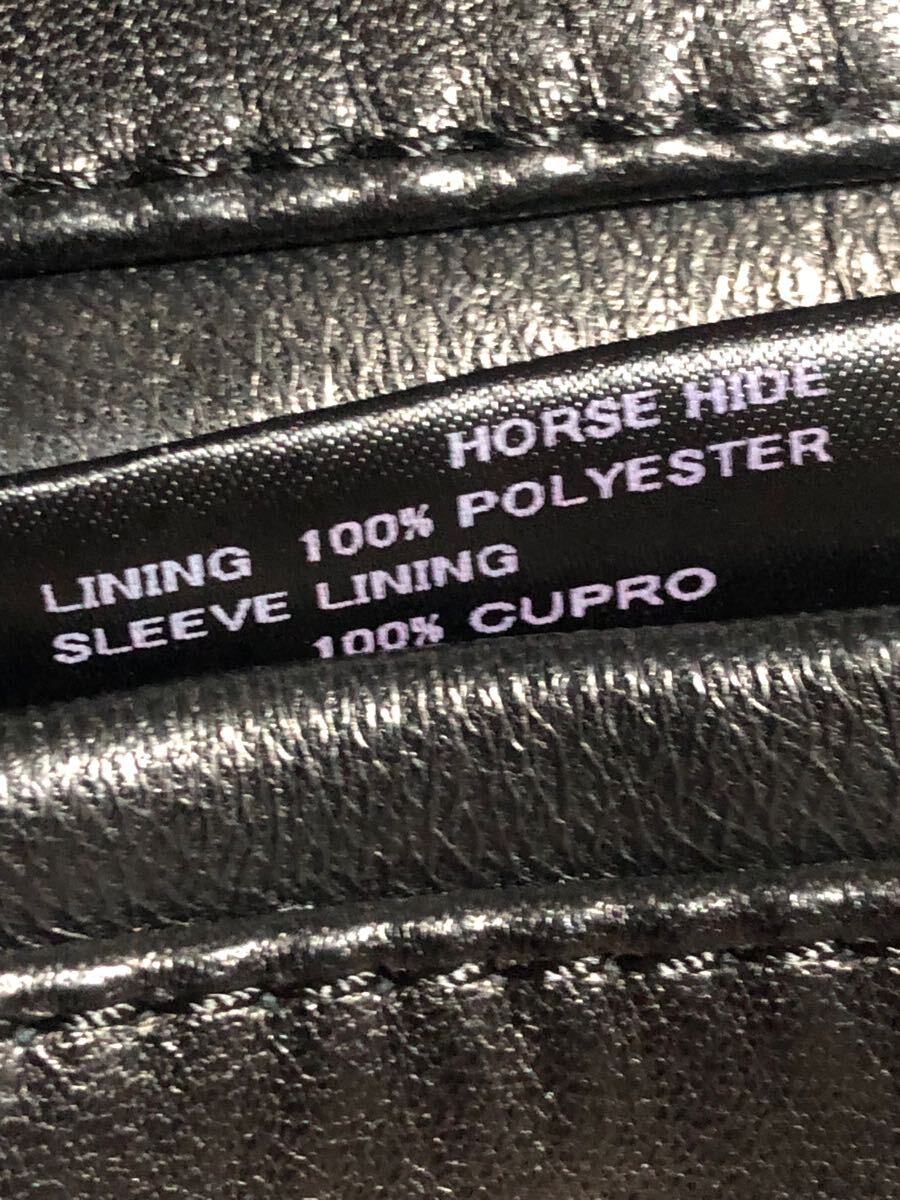 HORSE HIDE
LINING 100% POLYESTER
SLEEVE LINING
100% CUPRO